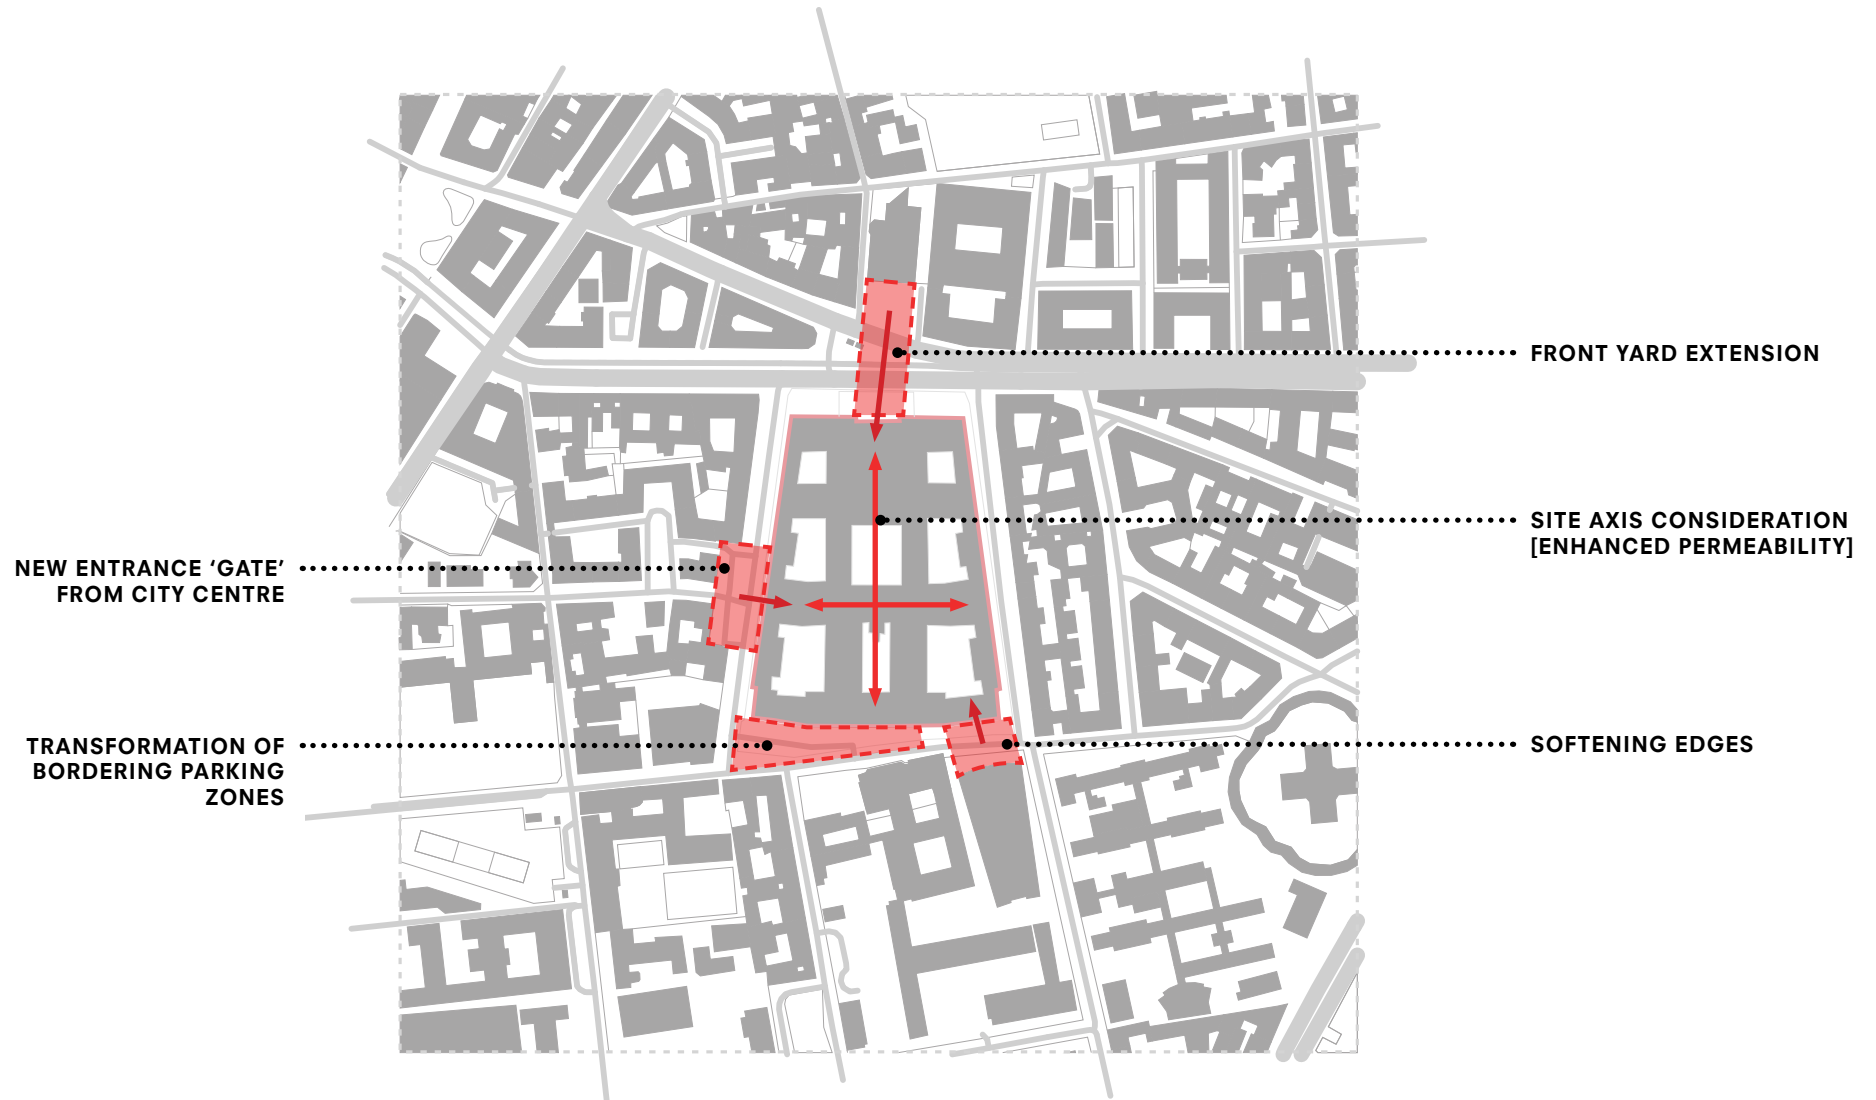 FRONT YARD EXTENSION
SITE AXIS CONSIDERATION
[ENHANCED PERMEABILITY]
NEW ENTRANCE ‘GATE’
FROM CITY CENTRE
TRANSFORMATION OF
BORDERING PARKING
ZONES
SOFTENING EDGES